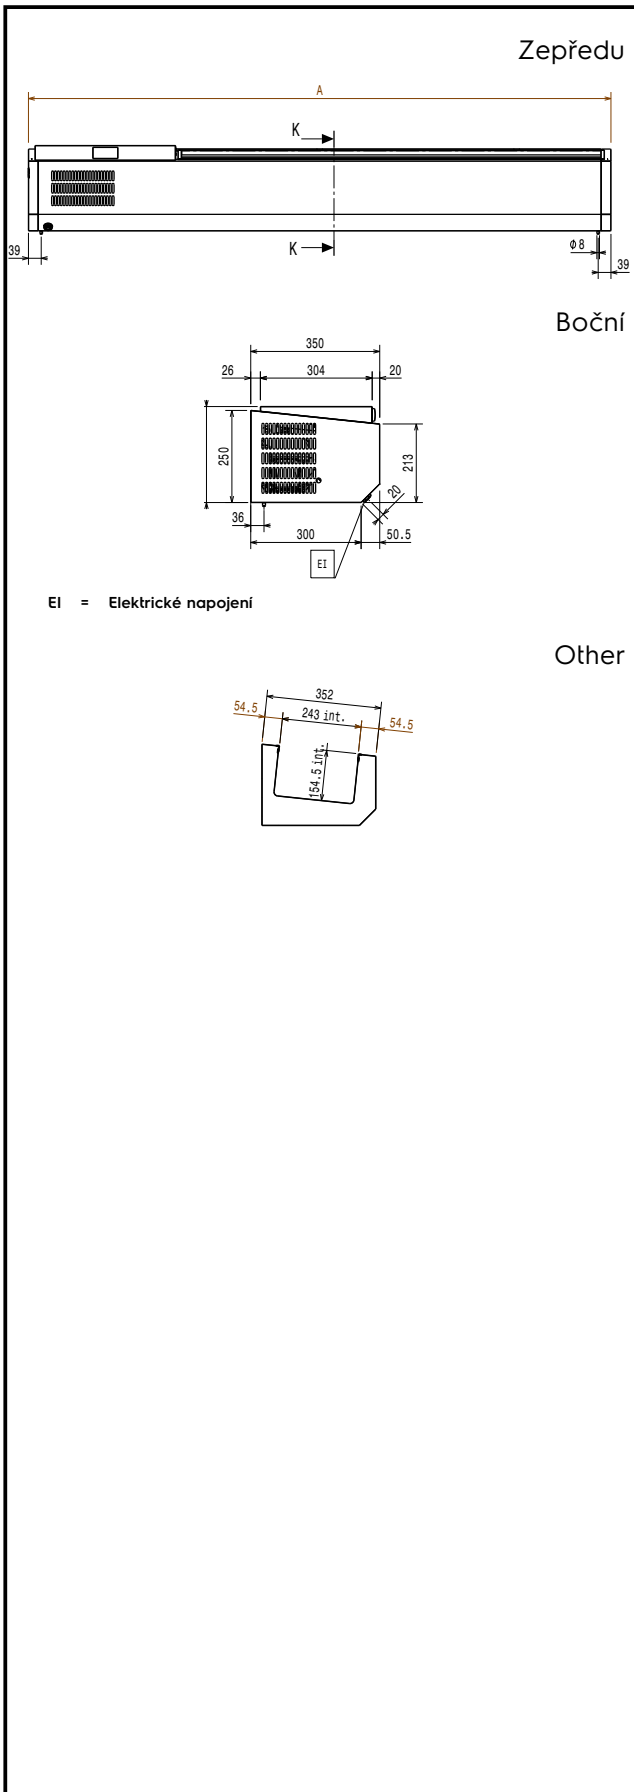 Zepředu
A
K
K
39
ϕ8
39
Boční
350
26 304 20
250
213
20
36
300
50.5
EI
EI = Elektrické napojení
Other
352
54.5
243 int.
54.5
154.5 int.